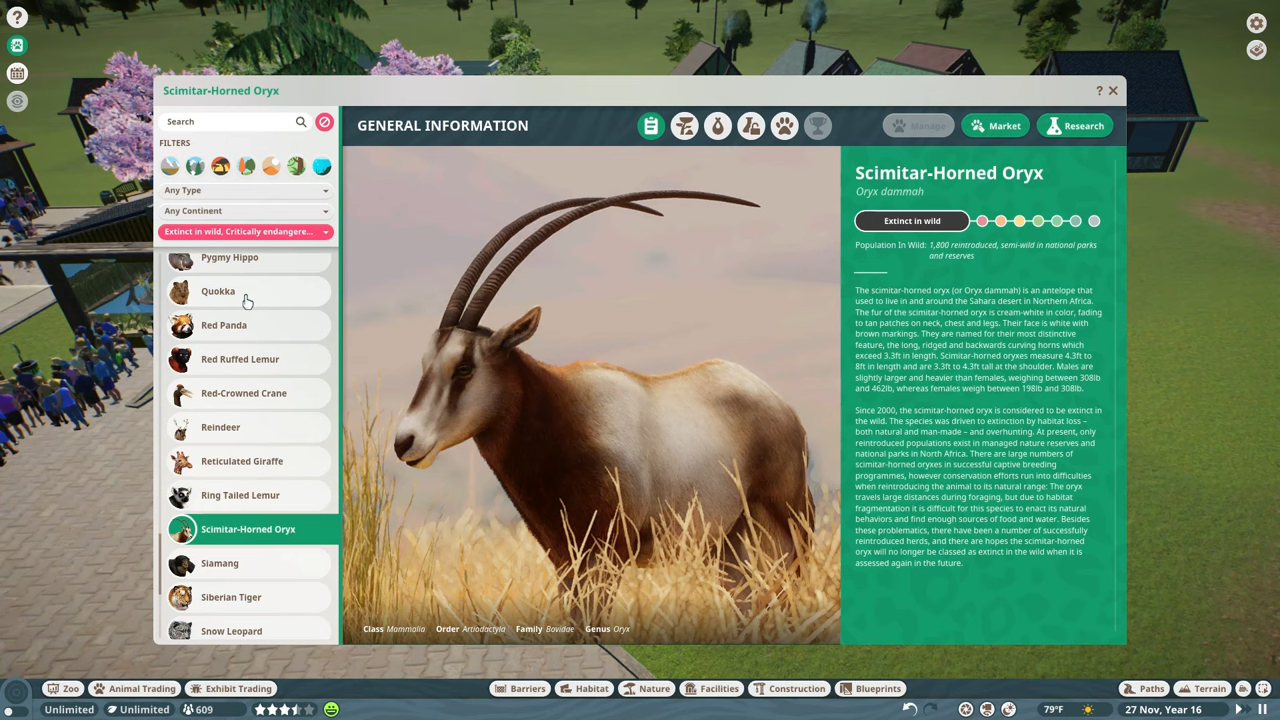 Scimitar-Horned Oryx
?
Search
FILTERS
Any Type
Any Continent
Extinct in wild, Critically endangere...
Pygmy Hippo
Quokka
Red Panda
Red Ruffed Lemur
Red-Crowned Crane
Reindeer
Reticulated Giraffe
Ring Tailed Lemur
Scimitar-Horned Oryx
Siamang
Siberian Tiger
Snow Leopard
GENERAL INFORMATION
Manage
Market
Research
Class Mammalia Order Artiodactyla Family Bovidae Genus Oryx
Scimitar-Horned Oryx
Oryx dammah
Extinct in wild
Population In Wild: 1,800 reintroduced, semi-wild in national parks
and reserves
The scimitar-horned oryx (or Oryx dammah) is an antelope that
used to live in and around the Sahara desert in Northern Africa.
The fur of the scimitar-horned oryx is cream-white in color, fading
to tan patches on neck, chest and legs. Their face is white with
brown markings. They are named for their most distinctive
feature, the long, ridged and backwards curving horns which
exceed 3.3ft in length. Scimitar-horned oryxes measure 4.3ft to
8ft in length and are 3.3ft to 4.3ft tall at the shoulder. Males are
slightly larger and heavier than females, weighing between 308lb
and 462lb, whereas females weigh between 198lb and 308lb.
Since 2000, the scimitar-horned oryx is considered to be extinct in
the wild. The species was driven to extinction by habitat loss –
both natural and man-made – and overhunting. At present, only
reintroduced populations exist in managed nature reserves and
national parks in North Africa. There are large numbers of
scimitar-horned oryxes in successful captive breeding
programmes, however conservation efforts run into difficulties
when reintroducing the animal to its natural range: The oryx
travels large distances during foraging, but due to habitat
fragmentation it is difficult for this species to enact its natural
behaviors and find enough sources of food and water. Besides
these problematics, there have been a number of successfully
reintroduced herds, and there are hopes the scimitar-horned
oryx will no longer be classed as extinct in the wild when it is
assessed again in the future.
?
Zoo
Animal Trading
Exhibit Trading
Barriers
Habitat
Nature
Facilities
Construction
Blueprints
Paths
Terrain
Unlimited
Unlimited
609
79°F
27 Nov, Year 16